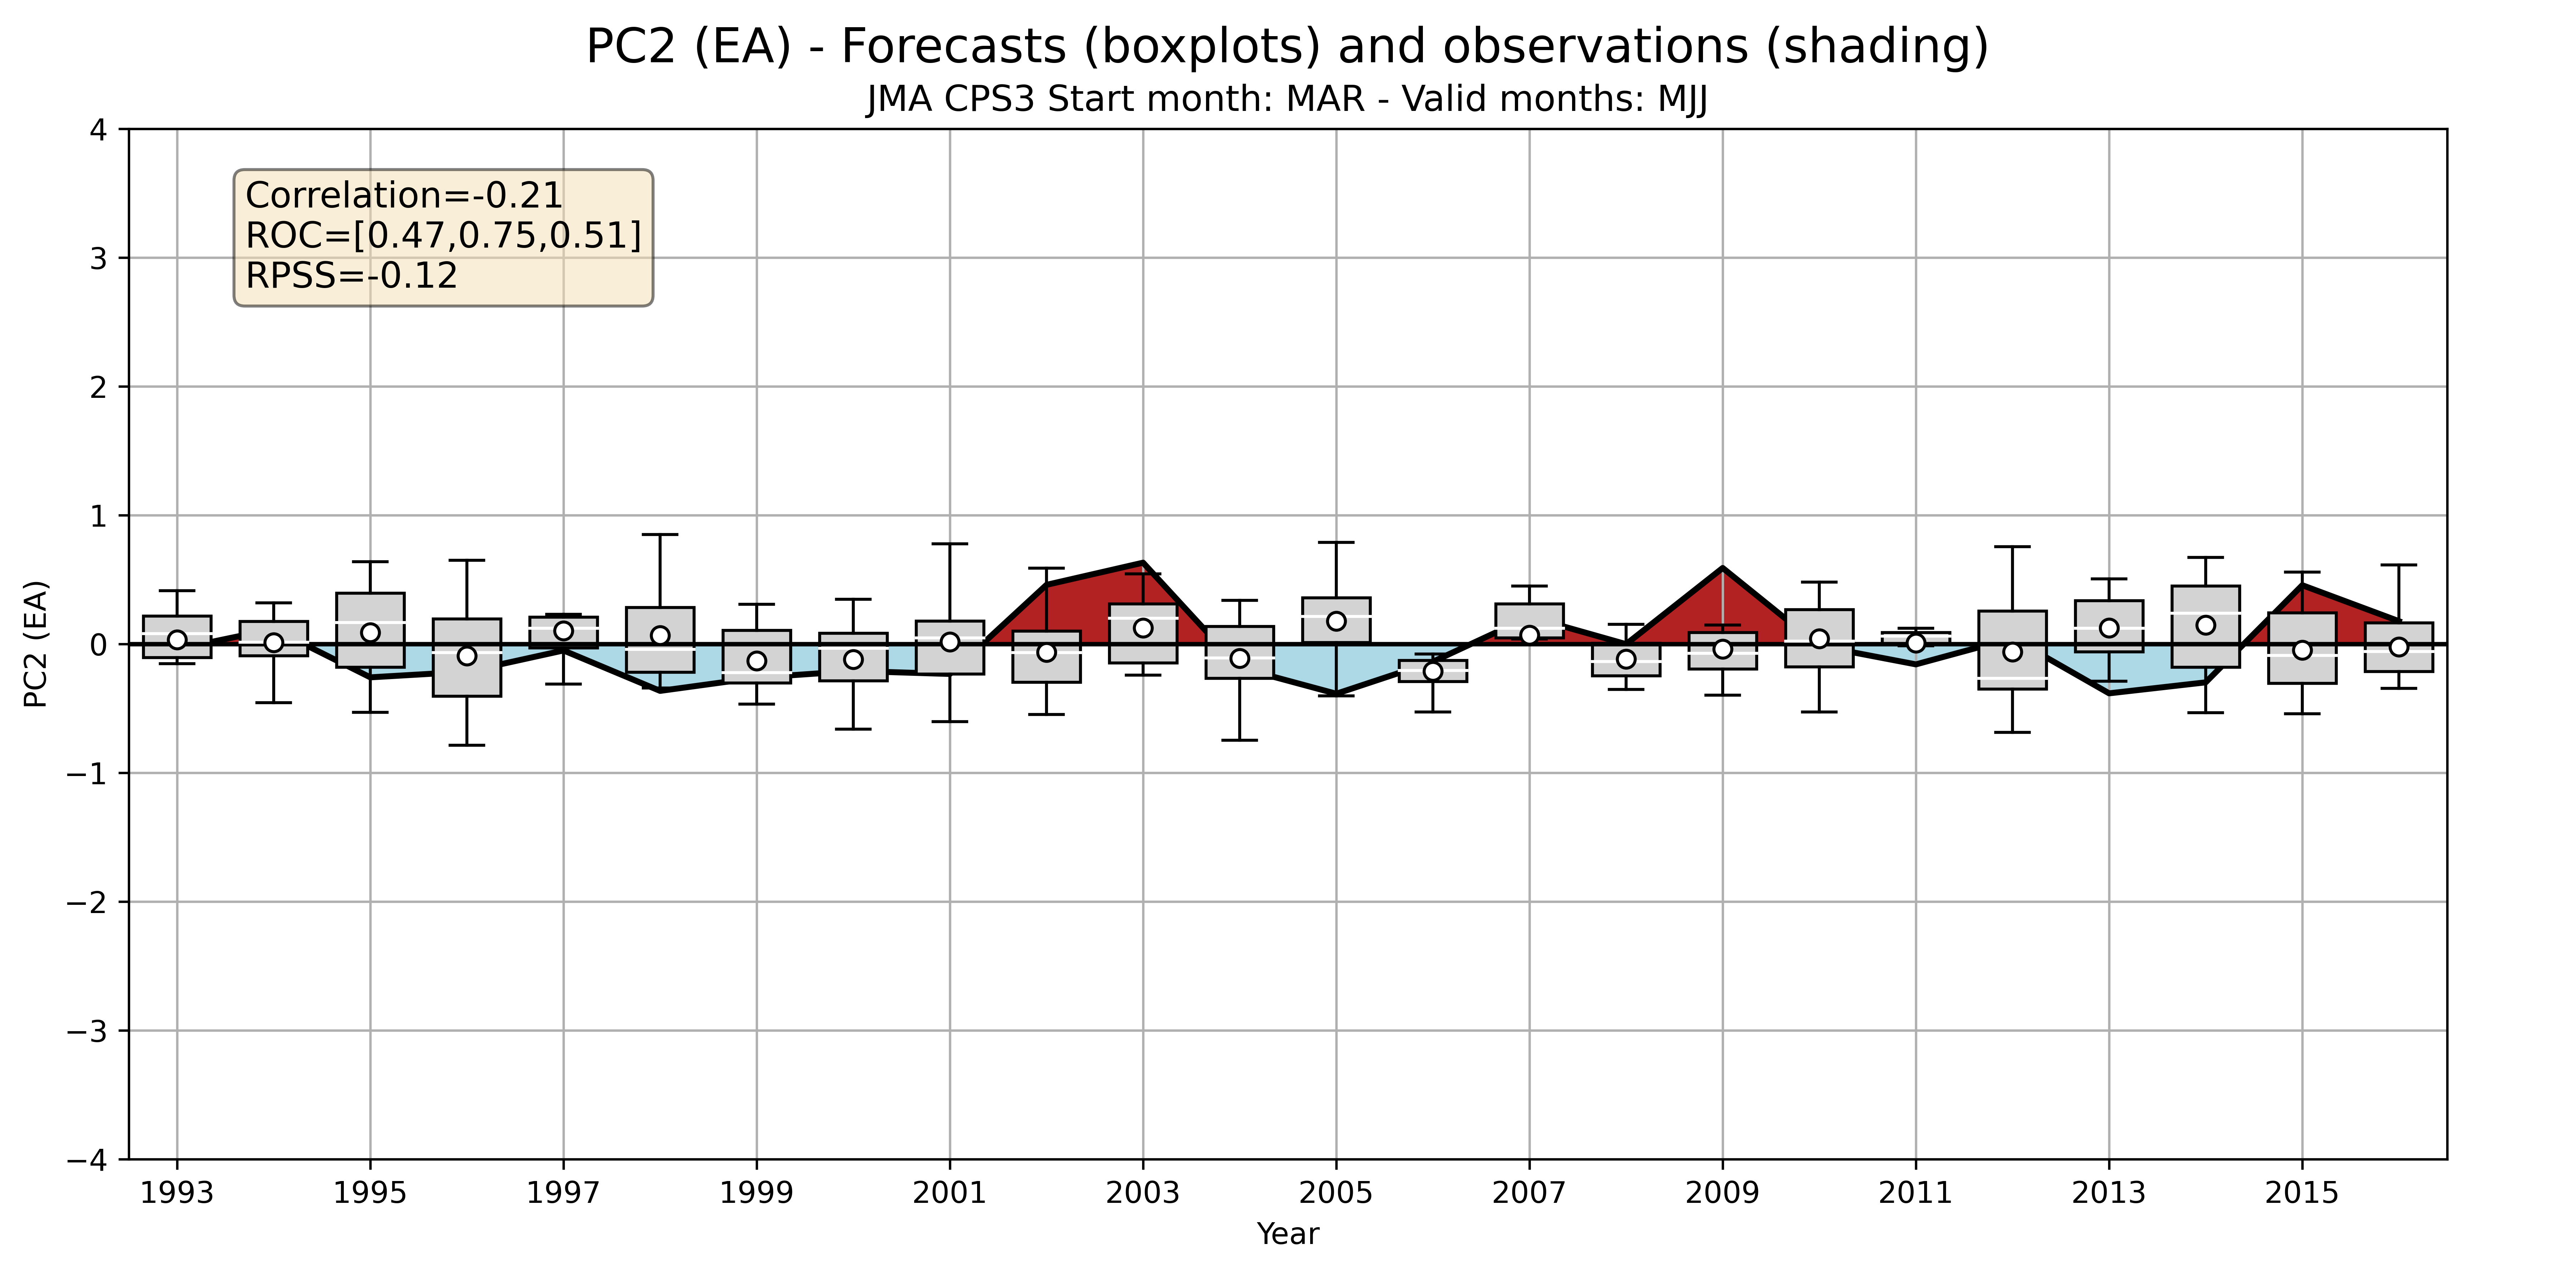 PC2 (EA) - Forecasts (boxplots) and observations (shading)
JMA CPS3 Start month: MAR - Valid months: MJJ
Correlation=-0.21
ROC=[0.47,0.75,0.51]
RPSS=-0.12
PC2 (EA)
4
3
2
1
0
−1
−2
−3
−4
1993 1995 1997 1999 2001 2003 2005 2007 2009 2011 2013 2015
Year